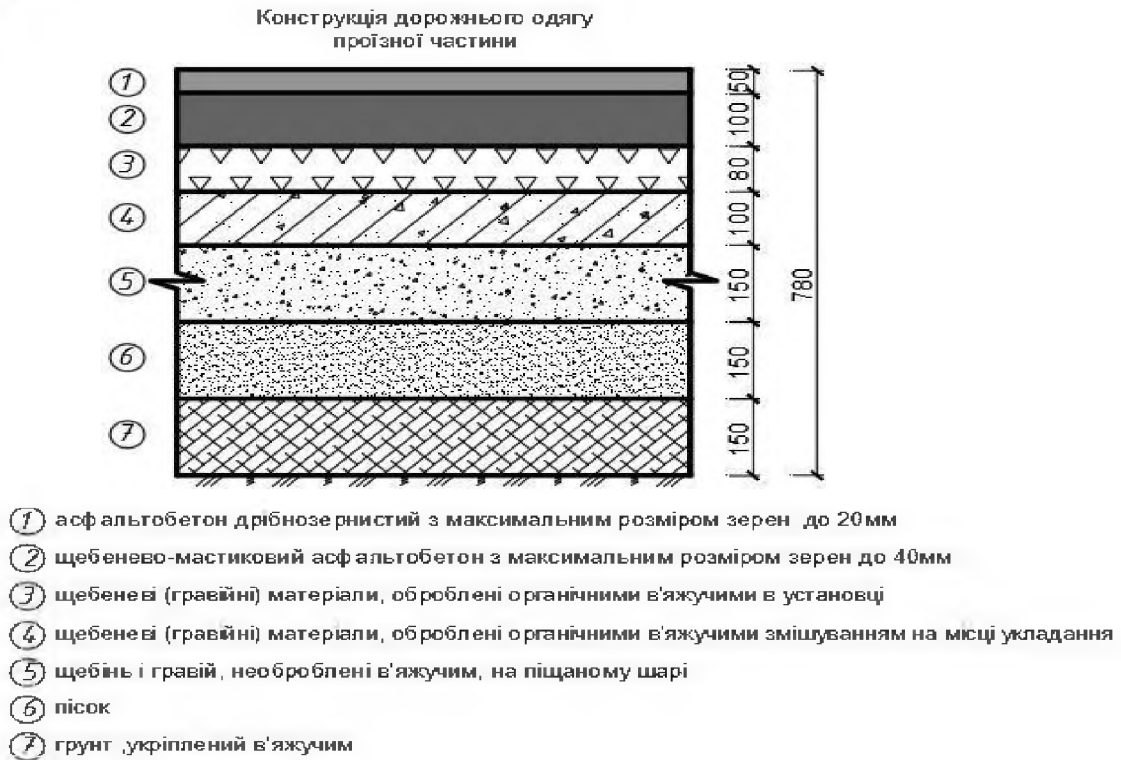 Конструкція дорожнього одягу
проїзної частини
1
2
3
4
5
6
7
50
100
80
100
150
150
150
780
1 асфальтобетон дрібнозернистий з максимальним розміром зерен до 20мм
2 щебенево-мастиковий асфальтобетон з максимальним розміром зерен до 40мм
3 щебеневі (гравійні) матеріали, оброблені органічними в'яжучими в установці
4 щебеневі (гравійні) матеріали, оброблені органічними в'яжучими змішуванням на місці укладання
5 щебінь і гравій, необроблені в'яжучим, на піщаному шарі
6 пісок
7 грунт ,укріплений в'яжучим